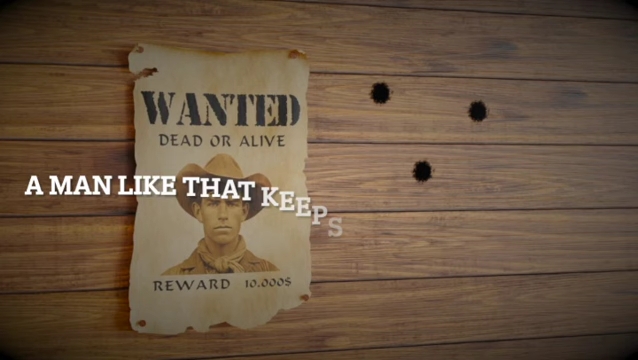 WANTED
DEAD OR ALIVE
A MAN LIKE THAT KEEPS
REWARD 10.000$